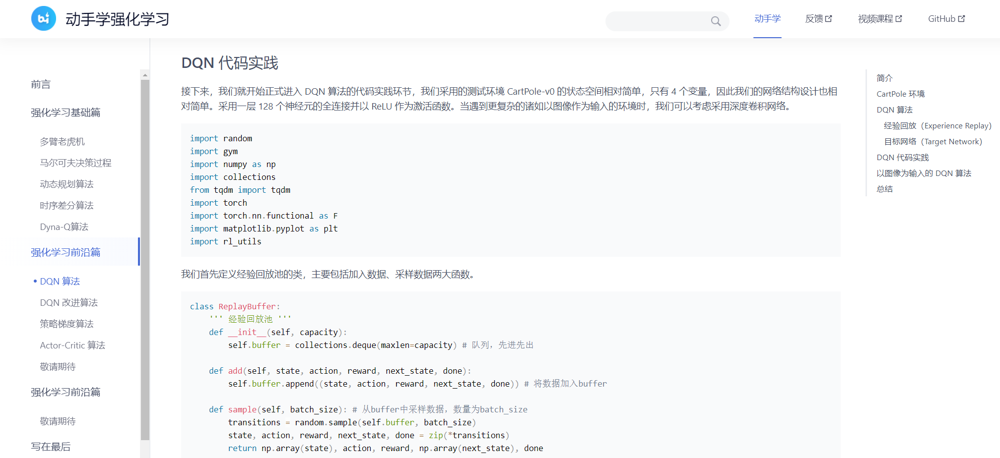 动手学强化学习
动手学
反馈
视频课程
GitHub
前言
强化学习基础篇
多臂老虎机
马尔可夫决策过程
动态规划算法
时序差分算法
Dyna-Q算法
强化学习前沿篇
DQN 算法
DQN 改进算法
策略梯度算法
Actor-Critic 算法
敬请期待
强化学习前沿篇
敬请期待
写在最后
DQN 代码实践
接下来，我们就开始正式进入 DQN 算法的代码实践环节，我们采用的测试环境 CartPole-v0 的状态空间相对简单，只有 4 个变量，因此我们的网络结构设计也相
对简单。采用一层 128 个神经元的全连接并以 ReLU 作为激活函数。当遇到更复杂的诸如以图像作为输入的环境时，我们可以考虑采用深度卷积网络。
import random
import gym
import numpy as np
import collections
from tqdm import tqdm
import torch
import torch.nn.functional as F
import matplotlib.pyplot as plt
import rl_utils
我们首先定义经验回放池的类，主要包括加入数据、采样数据两大函数。
class ReplayBuffer:
    ''' 经验回放池 '''
    def __init__(self, capacity):
        self.buffer = collections.deque(maxlen=capacity) # 队列，先进先出
    def add(self, state, action, reward, next_state, done):
        self.buffer.append((state, action, reward, next_state, done)) # 将数据加入buffer
    def sample(self, batch_size): # 从buffer中采样数据，数量为batch_size
        transitions = random.sample(self.buffer, batch_size)
        state, action, reward, next_state, done = zip(*transitions)
        return np.array(state), action, reward, np.array(next_state), done
简介
CartPole 环境
DQN 算法
经验回放（Experience Replay）
目标网络（Target Network）
DQN 代码实践
以图像为输入的 DQN 算法
总结